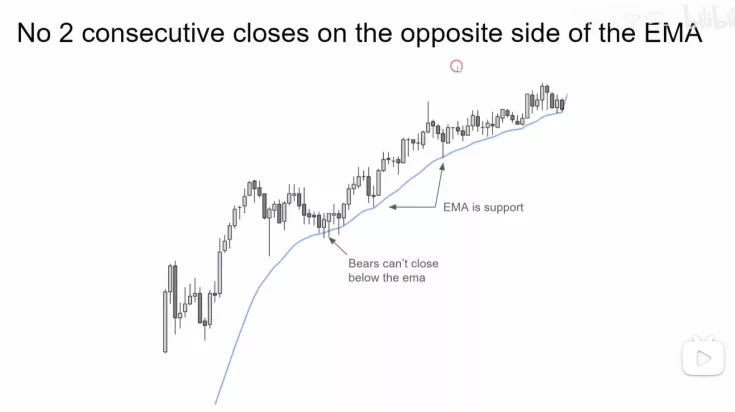 No 2 consecutive closes on the opposite side of the EMA
EMA is support
Bears can't close
below the ema